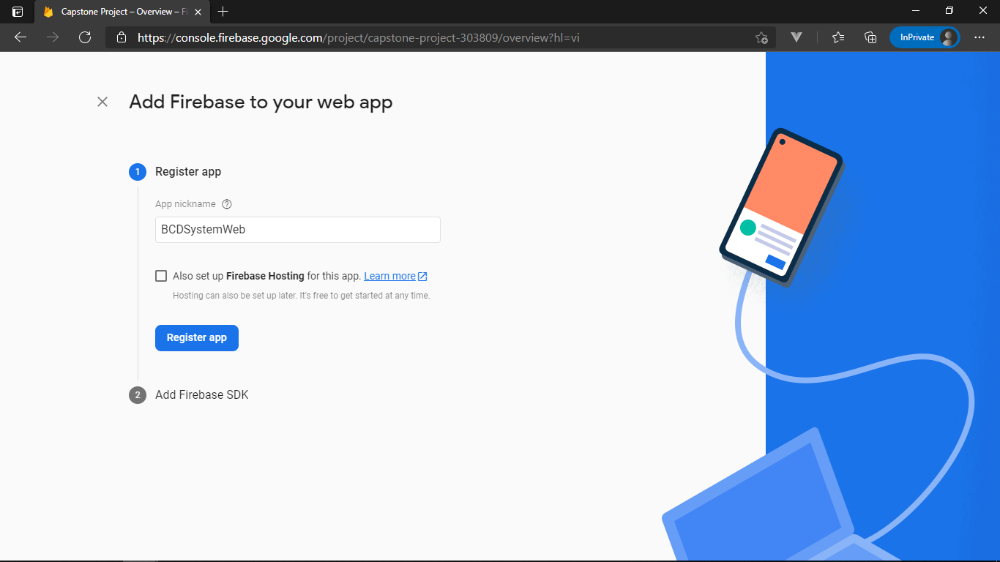 Capstone Project – Overview – Fi
https://console.firebase.google.com/project/capstone-project-303809/overview?hl=vi
InPrivate
Add Firebase to your web app
1 Register app
App nickname
BCDSystemWeb
Also set up Firebase Hosting for this app. Learn more
Hosting can also be set up later. It's free to get started at any time.
Register app
2 Add Firebase SDK